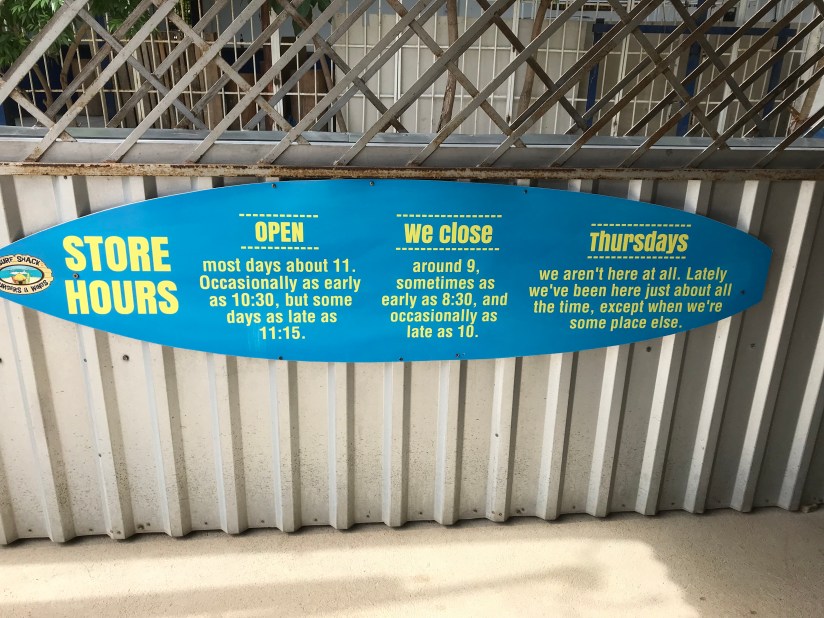 SURF SHACK
BURGERS & WINGS
STORE
HOURS
OPEN
most days about 11.
Occasionally as early
as 10:30, but some
days as late as
11:15.
We close
around 9,
sometimes as
early as 8:30, and
occasionally as
late as 10.
Thursdays
we aren't here at all. Lately
we've been here just about all
the time, except when we're
some place else.